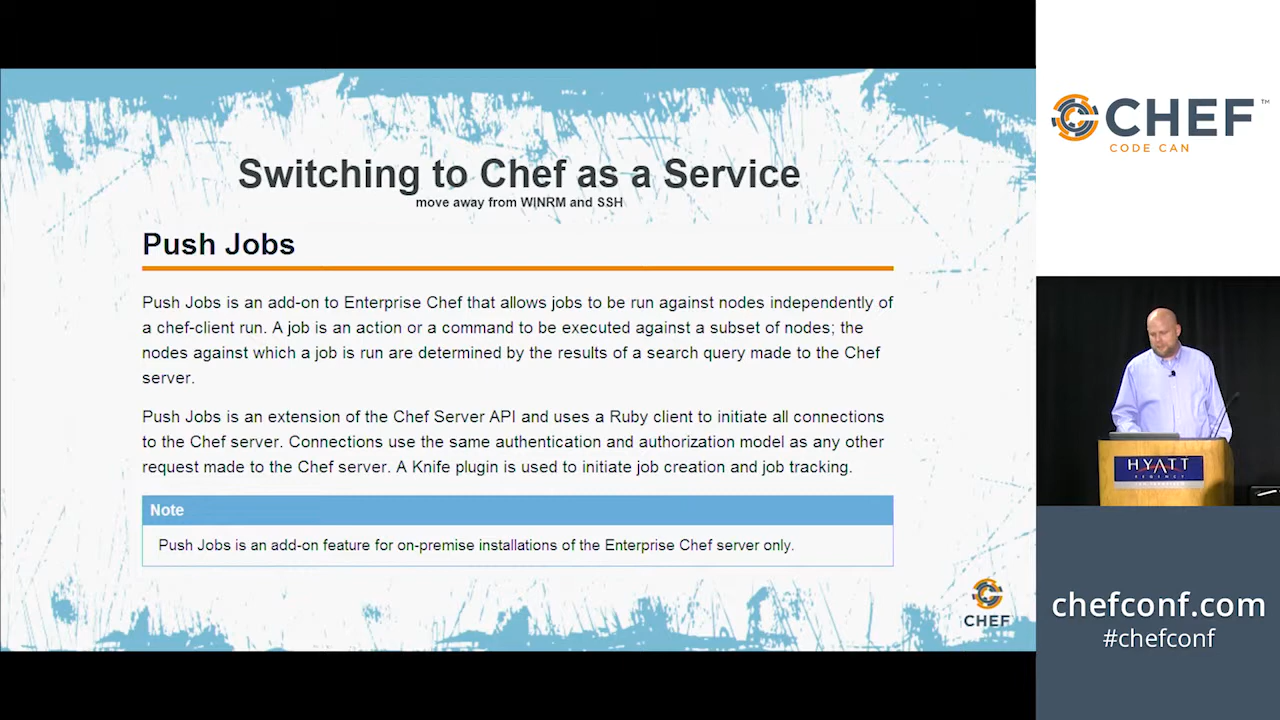 Switching to Chef as a Service
move away from WINRM and SSH
Push Jobs
Push Jobs is an add-on to Enterprise Chef that allows jobs to be run against nodes independently of
a chef-client run. A job is an action or a command to be executed against a subset of nodes; the
nodes against which a job is run are determined by the results of a search query made to the Chef
server.
Push Jobs is an extension of the Chef Server API and uses a Ruby client to initiate all connections
to the Chef server. Connections use the same authentication and authorization model as any other
request made to the Chef server. A Knife plugin is used to initiate job creation and job tracking.
Note
Push Jobs is an add-on feature for on-premise installations of the Enterprise Chef server only.
CHEF
CHEF™
CODE CAN
HYATT
REGENCY
chefconf.com
#chefconf